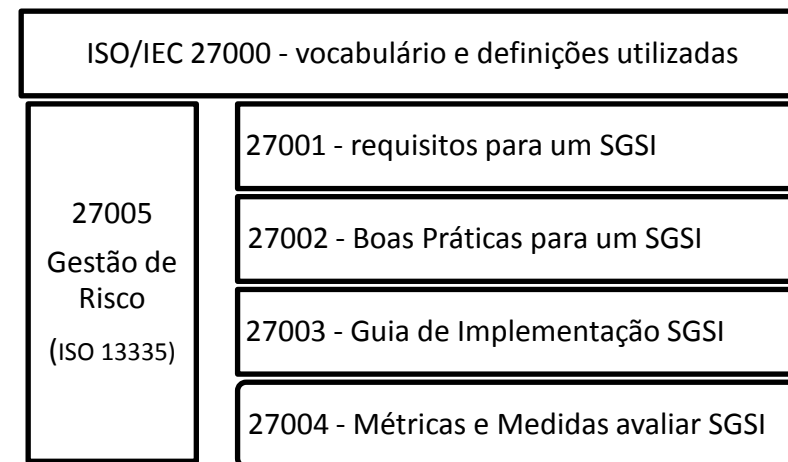 ISO/IEC 27000 - vocabulário e definições utilizadas
27005
Gestão de
Risco
(ISO 13335)
27001 - requisitos para um SGSI
27002 - Boas Práticas para um SGSI
27003 - Guia de Implementação SGSI
27004 - Métricas e Medidas avaliar SGSI